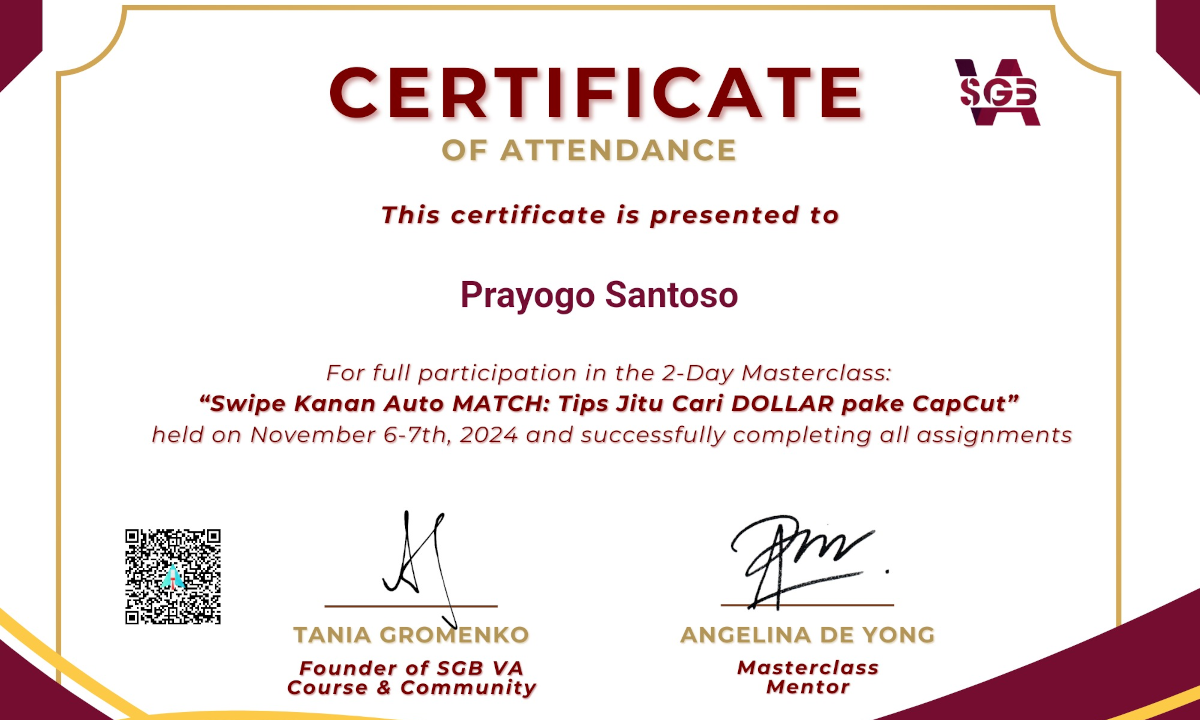 CERTIFICATE
SGB
VA
OF ATTENDANCE
This certificate is presented to
Prayogo Santoso
For full participation in the 2-Day Masterclass:
“Swipe Kanan Auto MATCH: Tips Jitu Cari DOLLAR pake CapCut”
held on November 6-7th, 2024 and successfully completing all assignments
TANIA GROMENKO
Founder of SGB VA
Course & Community
ANGELINA DE YONG
Masterclass
Mentor